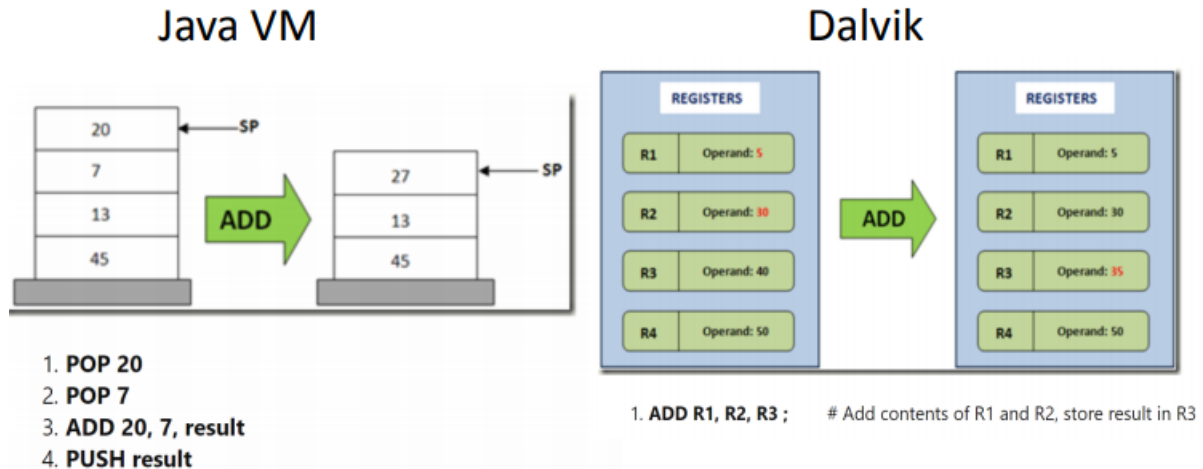 Java VM
20
SP
7
13
45
ADD
27
SP
13
45
1. POP 20
2. POP 7
3. ADD 20, 7, result
4. PUSH result
Dalvik
REGISTERS
R1 Operand: 5
R2 Operand: 30
R3 Operand: 40
R4 Operand: 50
ADD
REGISTERS
R1 Operand: 5
R2 Operand: 30
R3 Operand: 35
R4 Operand: 50
1. ADD R1, R2, R3 ; # Add contents of R1 and R2, store result in R3